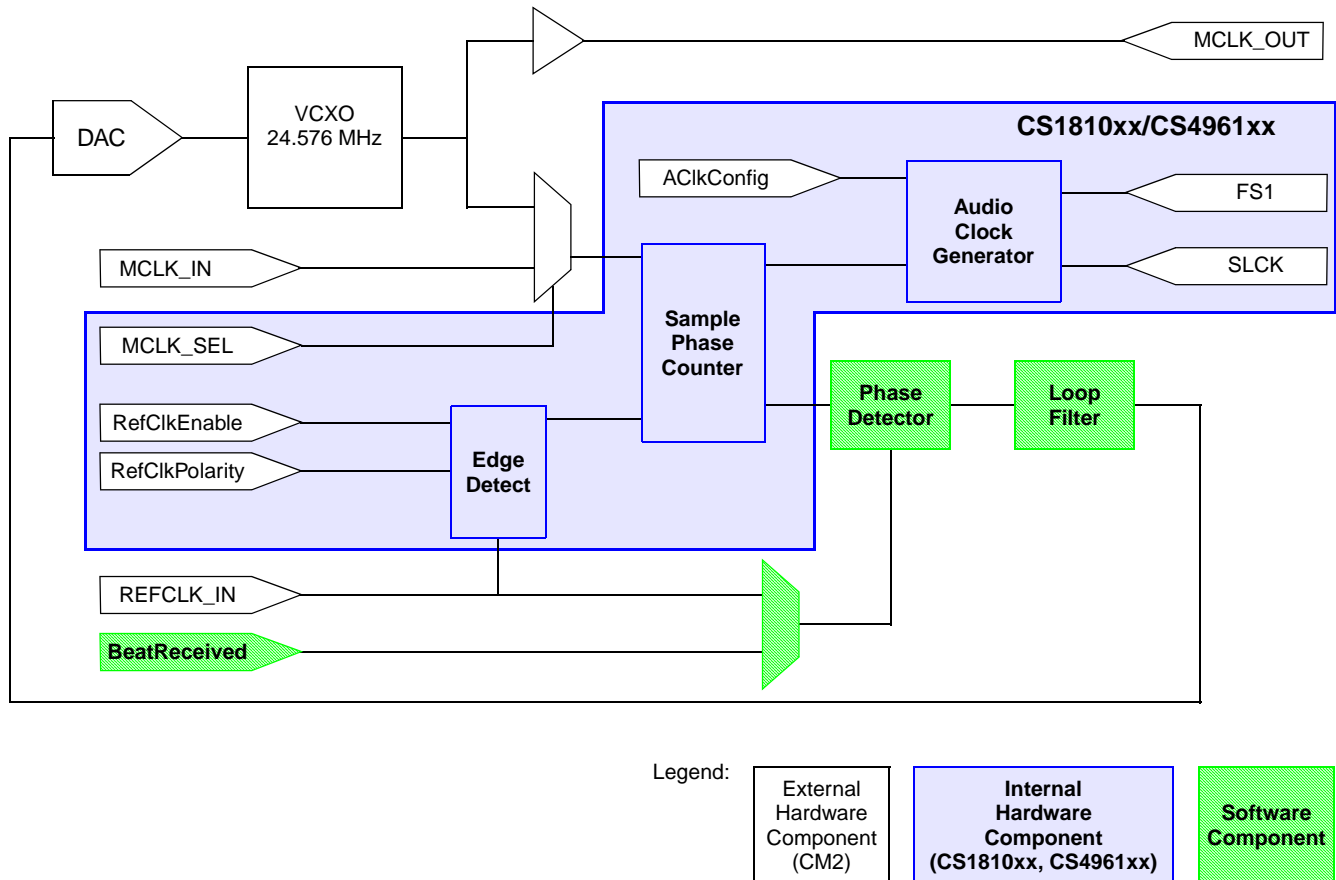 MCLK_OUT
VCXO
24.576 MHz
DAC
CS1810xx/CS4961xx
AClkConfig
Audio
Clock
Generator
FS1
SLCK
MCLK_IN
MCLK_SEL
Sample
Phase
Counter
RefClkEnable
RefClkPolarity
Edge
Detect
Phase
Detector
Loop
Filter
REFCLK_IN
BeatReceived
Legend:
External
Hardware
Component
(CM2)
Internal
Hardware
Component
(CS1810xx, CS4961xx)
Software
Component